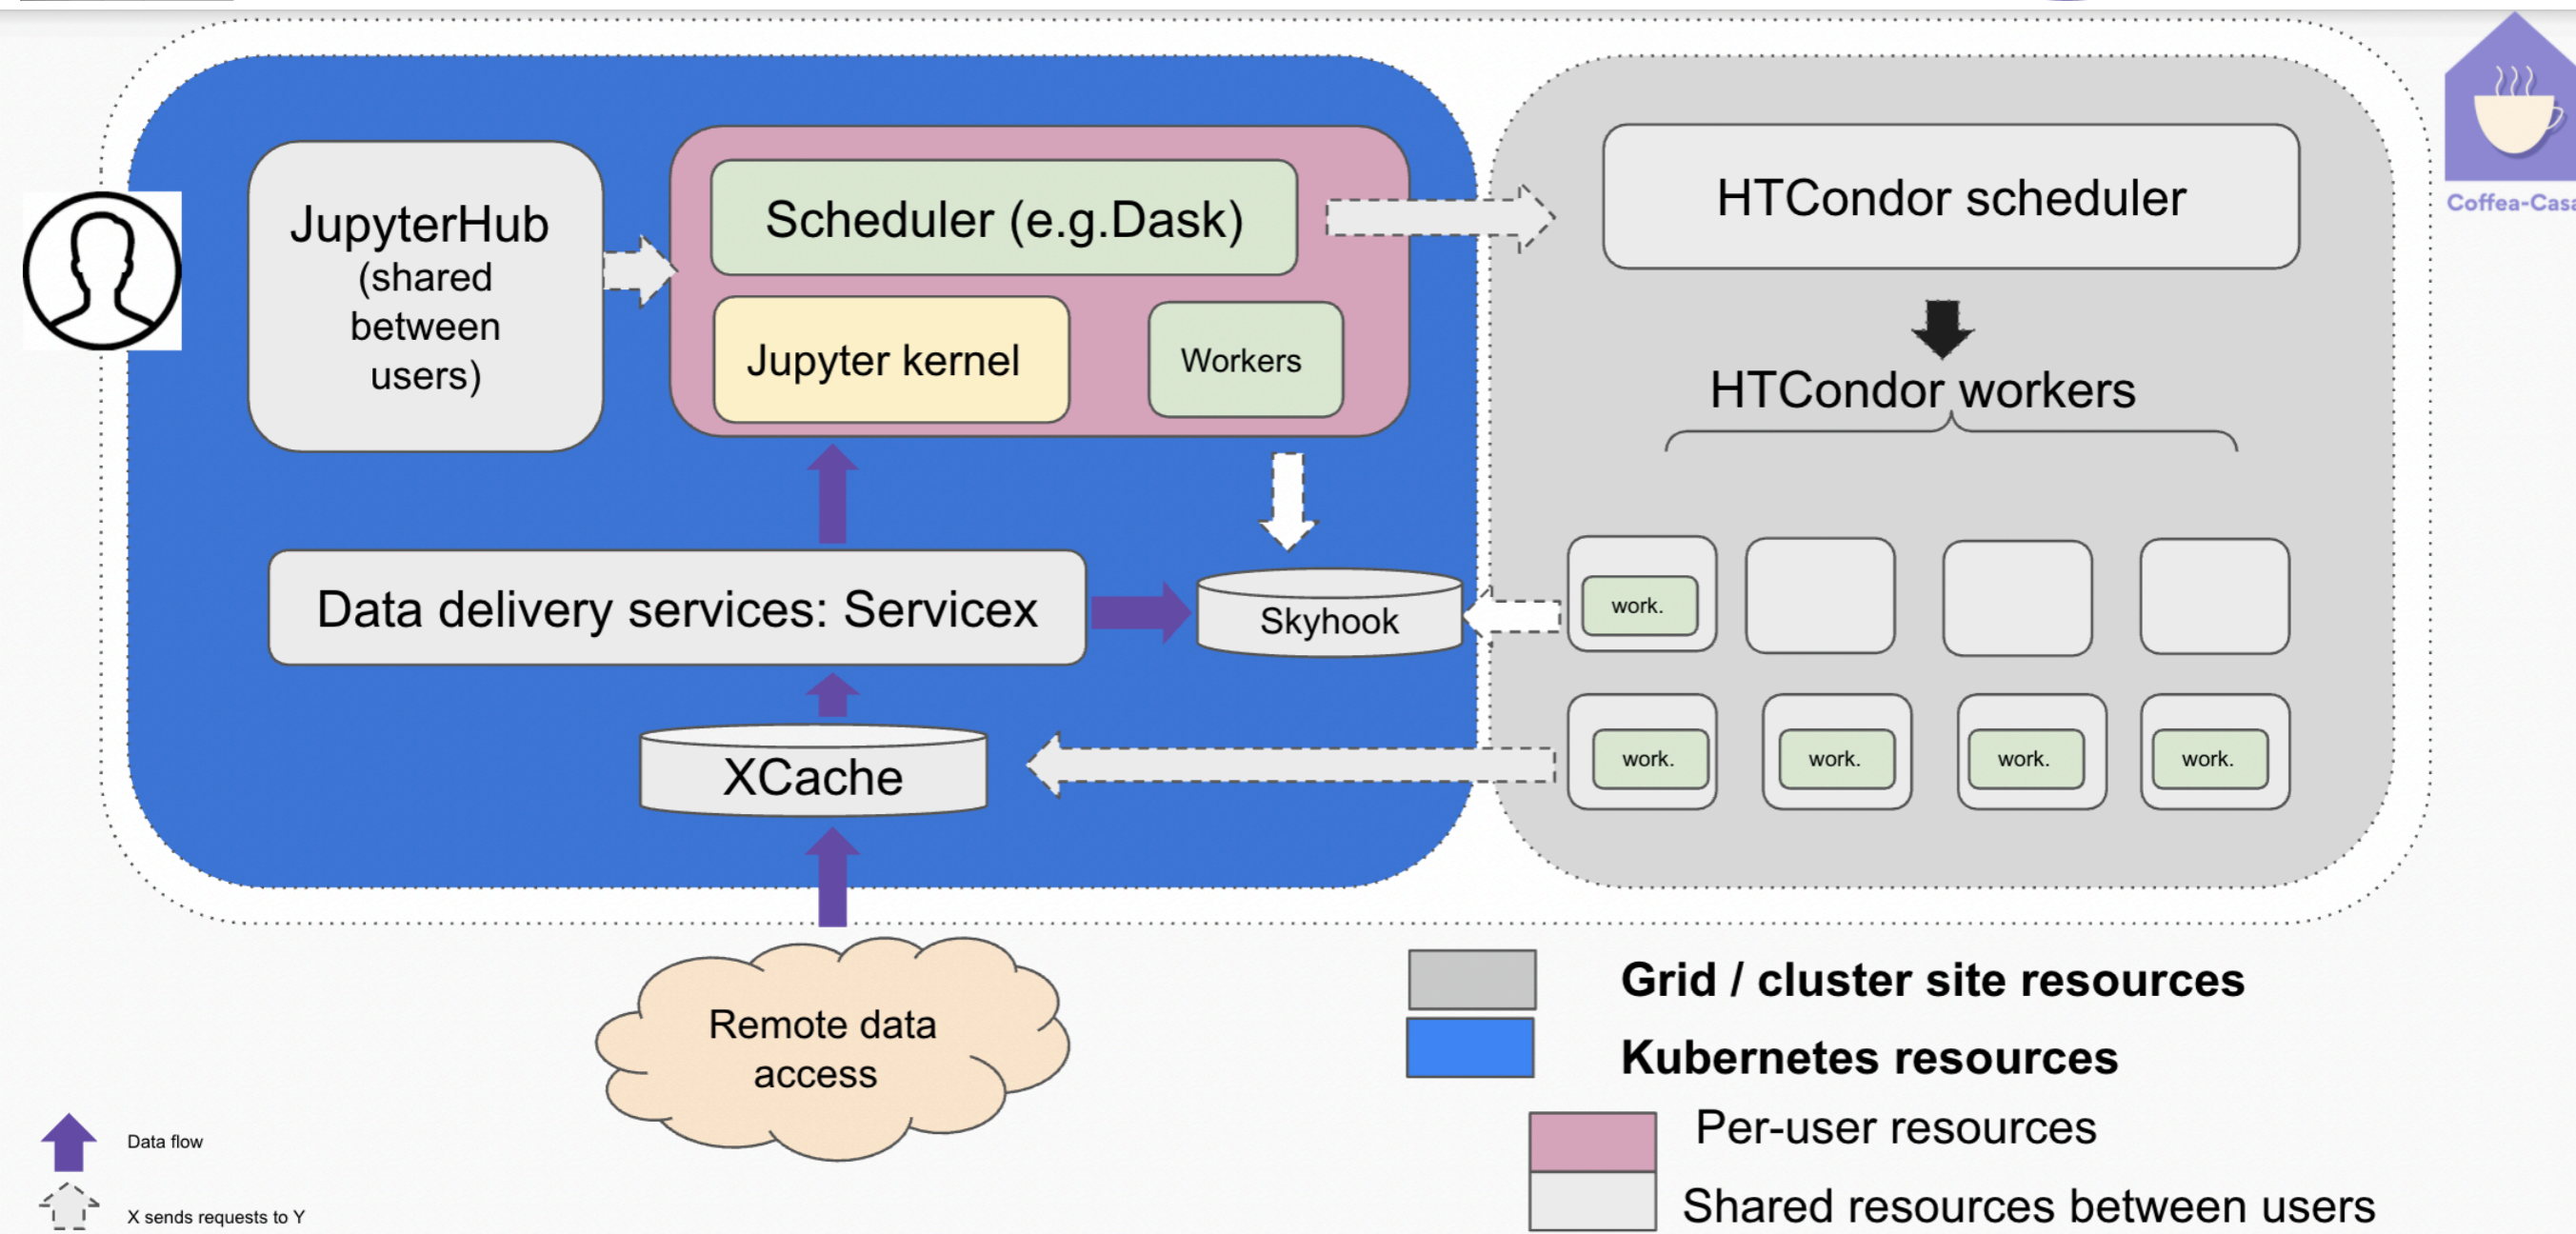 JupyterHub
(shared
between
users)
Scheduler (e.g.Dask)
Jupyter kernel
Workers
HTCondor scheduler
HTCondor workers
Coffea-Casa
Data delivery services: Servicex
Skyhook
work.
XCache
work.
work.
work.
work.
Remote data
access
Grid / cluster site resources
Kubernetes resources
Per-user resources
Shared resources between users
Data flow
X sends requests to Y